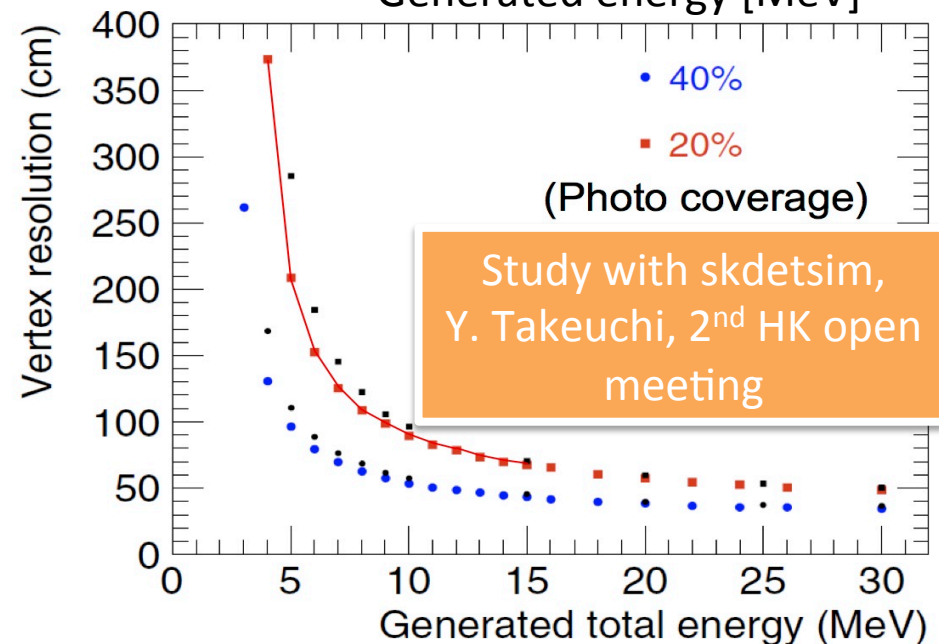 Generated energy [MeV]
Vertex resolution (cm)
400
350
300
250
200
150
100
50
0
40%
20%
(Photo coverage)
Study with skdetsim,
Y. Takeuchi, 2nd HK open
meeting
0 5 10 15 20 25 30
Generated total energy (MeV)